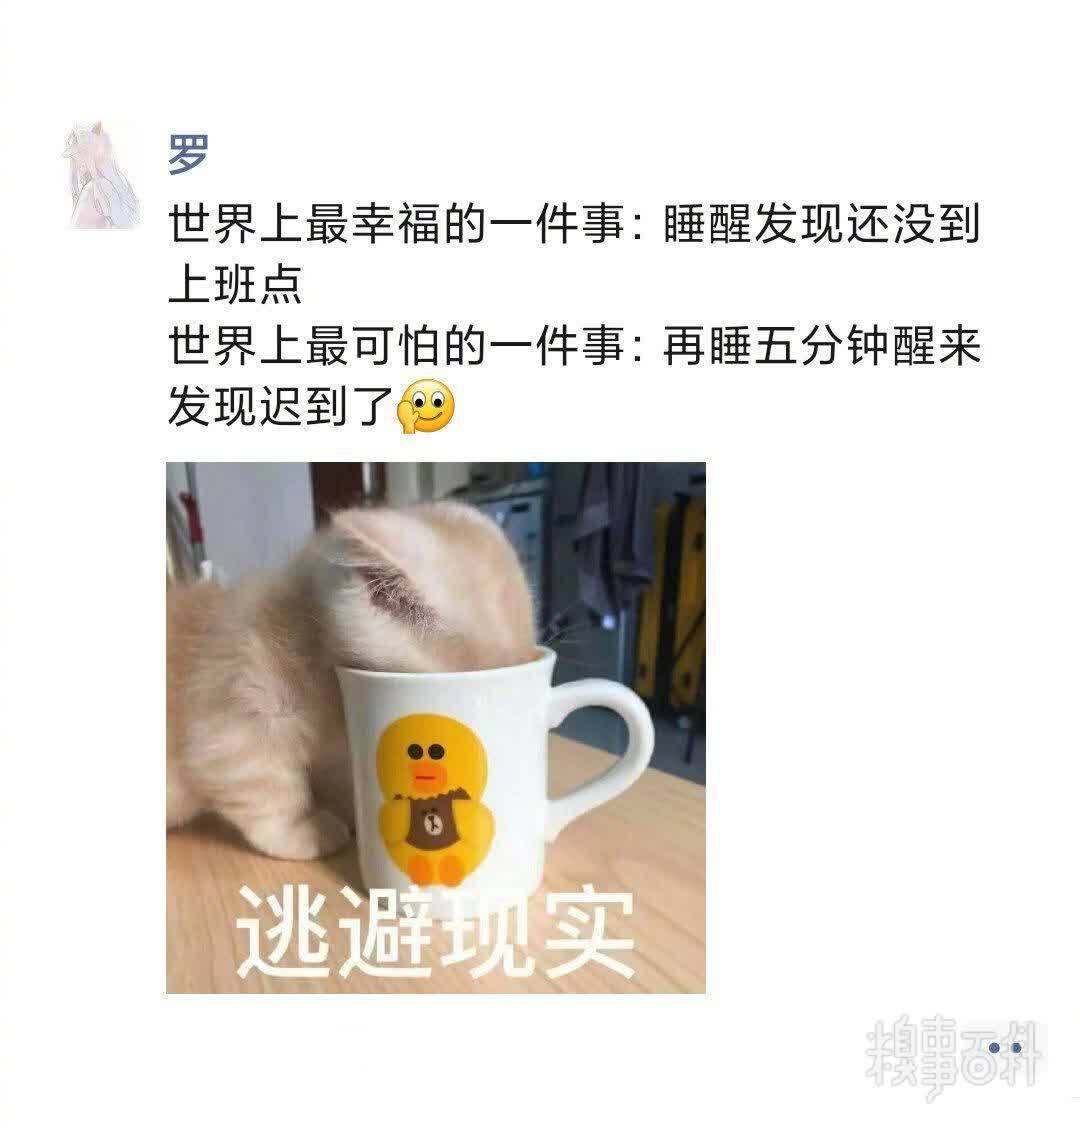 罗
世界上最幸福的一件事：睡醒发现还没到
上班点
世界上最可怕的一件事：再睡五分钟醒来
发现迟到了
逃避现实
糗事百科